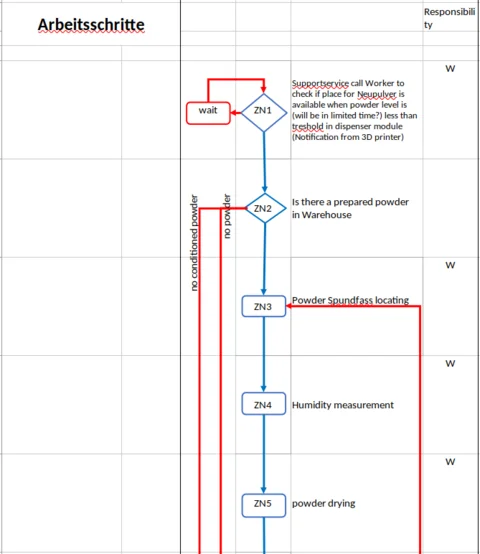 Arbeitsschritte
Responsibili
ty
W
wait
ZN1
Supportservice call Worker to
check if place for Neupulver is
available when powder level is
(will be in limited time?) less than
treshold in dispenser module
(Notification from 3D printer)
no conditioned powder
no powder
ZN2
Is there a prepared powder
in Warehouse
W
ZN3
Powder Spundfass locating
W
ZN4
Humidity measurement
W
ZN5
powder drying